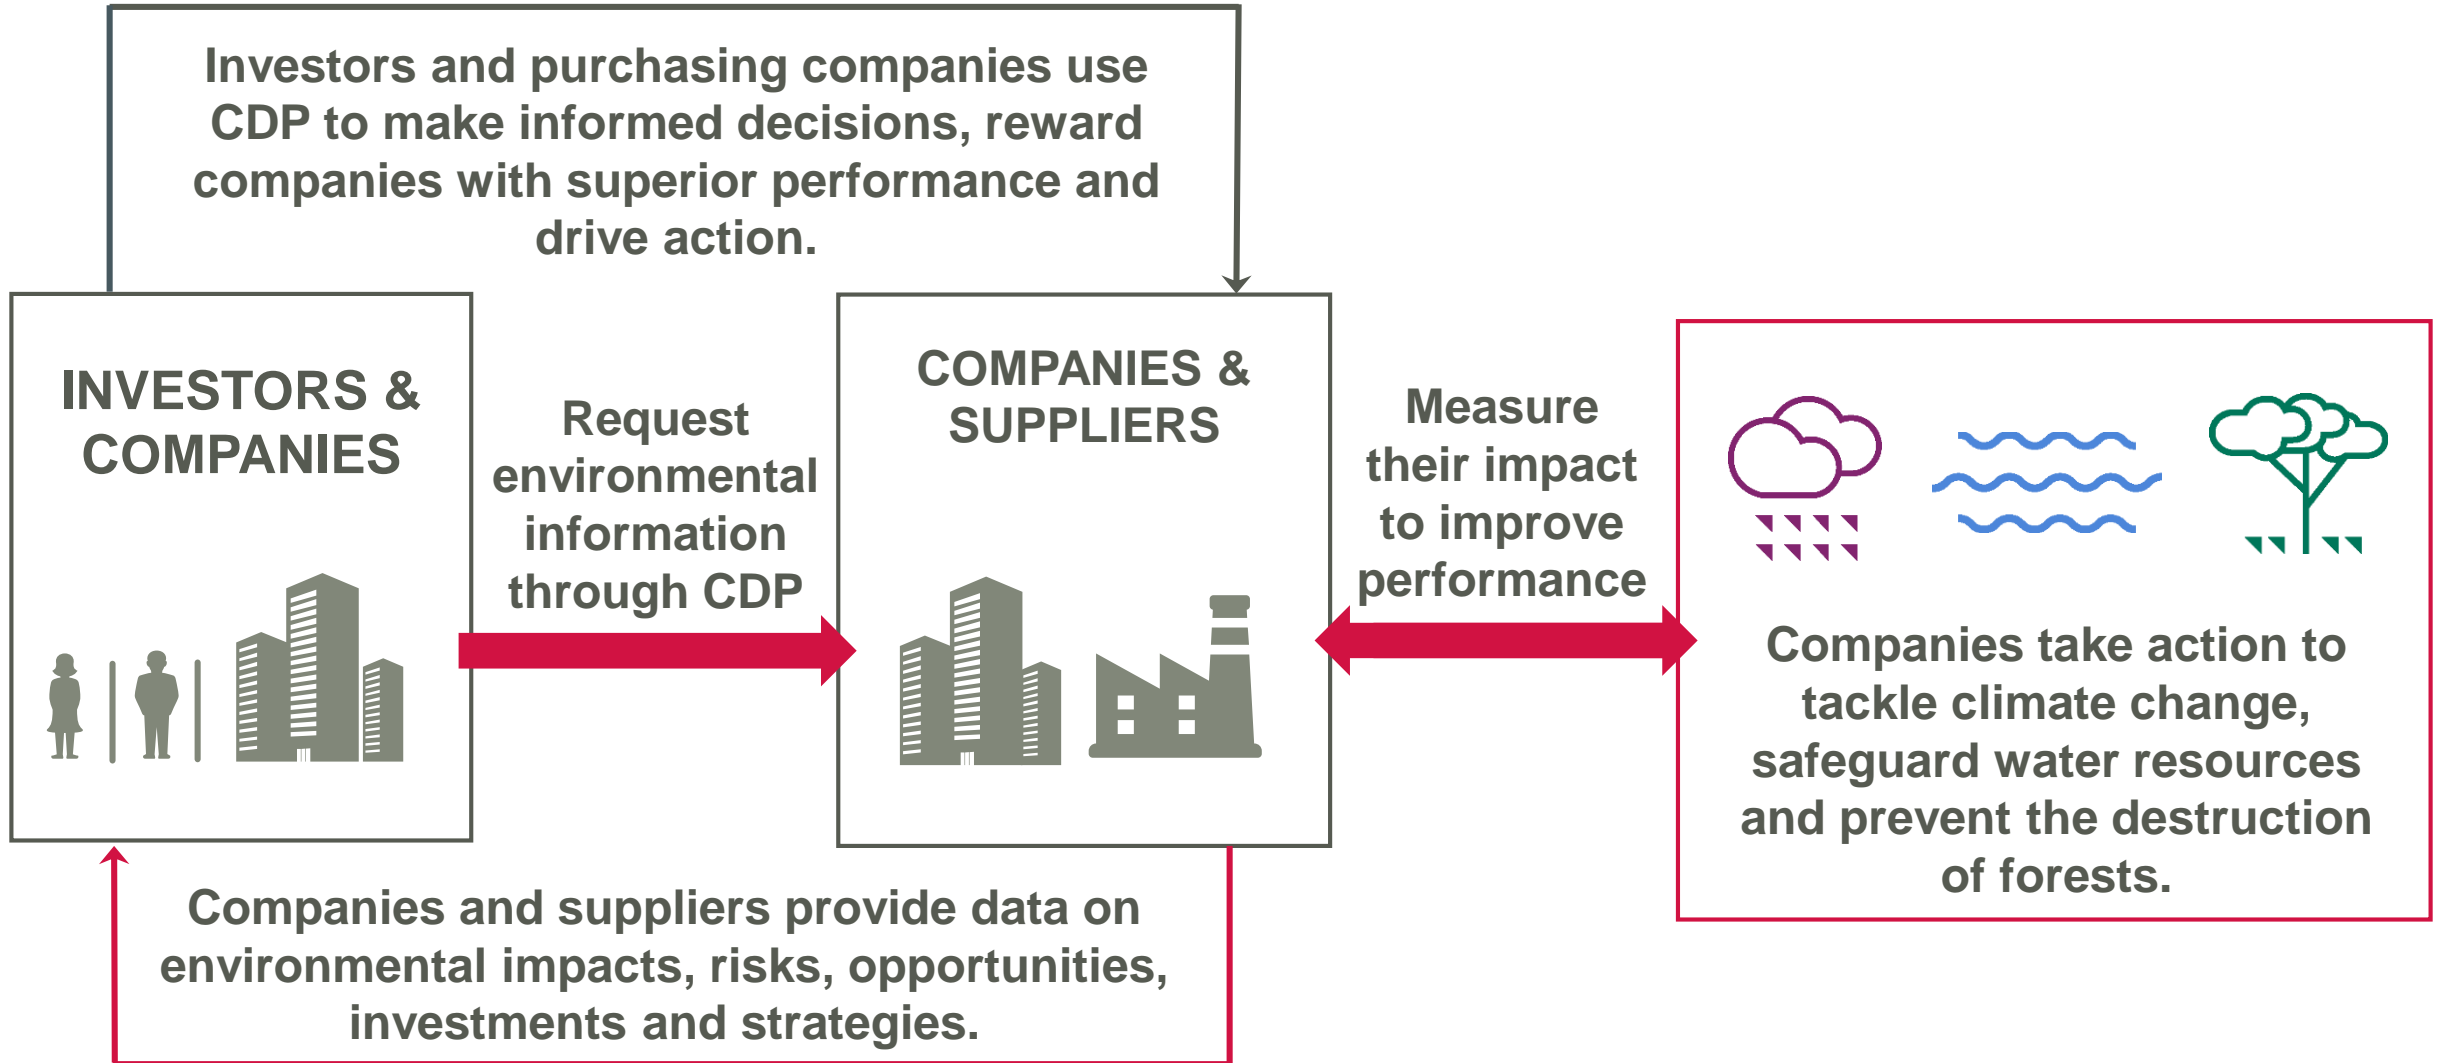 Investors and purchasing companies use
CDP to make informed decisions, reward
companies with superior performance and
drive action.
INVESTORS &
COMPANIES
Request
environmental
information
through CDP
COMPANIES &
SUPPLIERS
Measure
their impact
to improve
performance
Companies take action to
tackle climate change,
safeguard water resources
and prevent the destruction
of forests.
Companies and suppliers provide data on
environmental impacts, risks, opportunities,
investments and strategies.